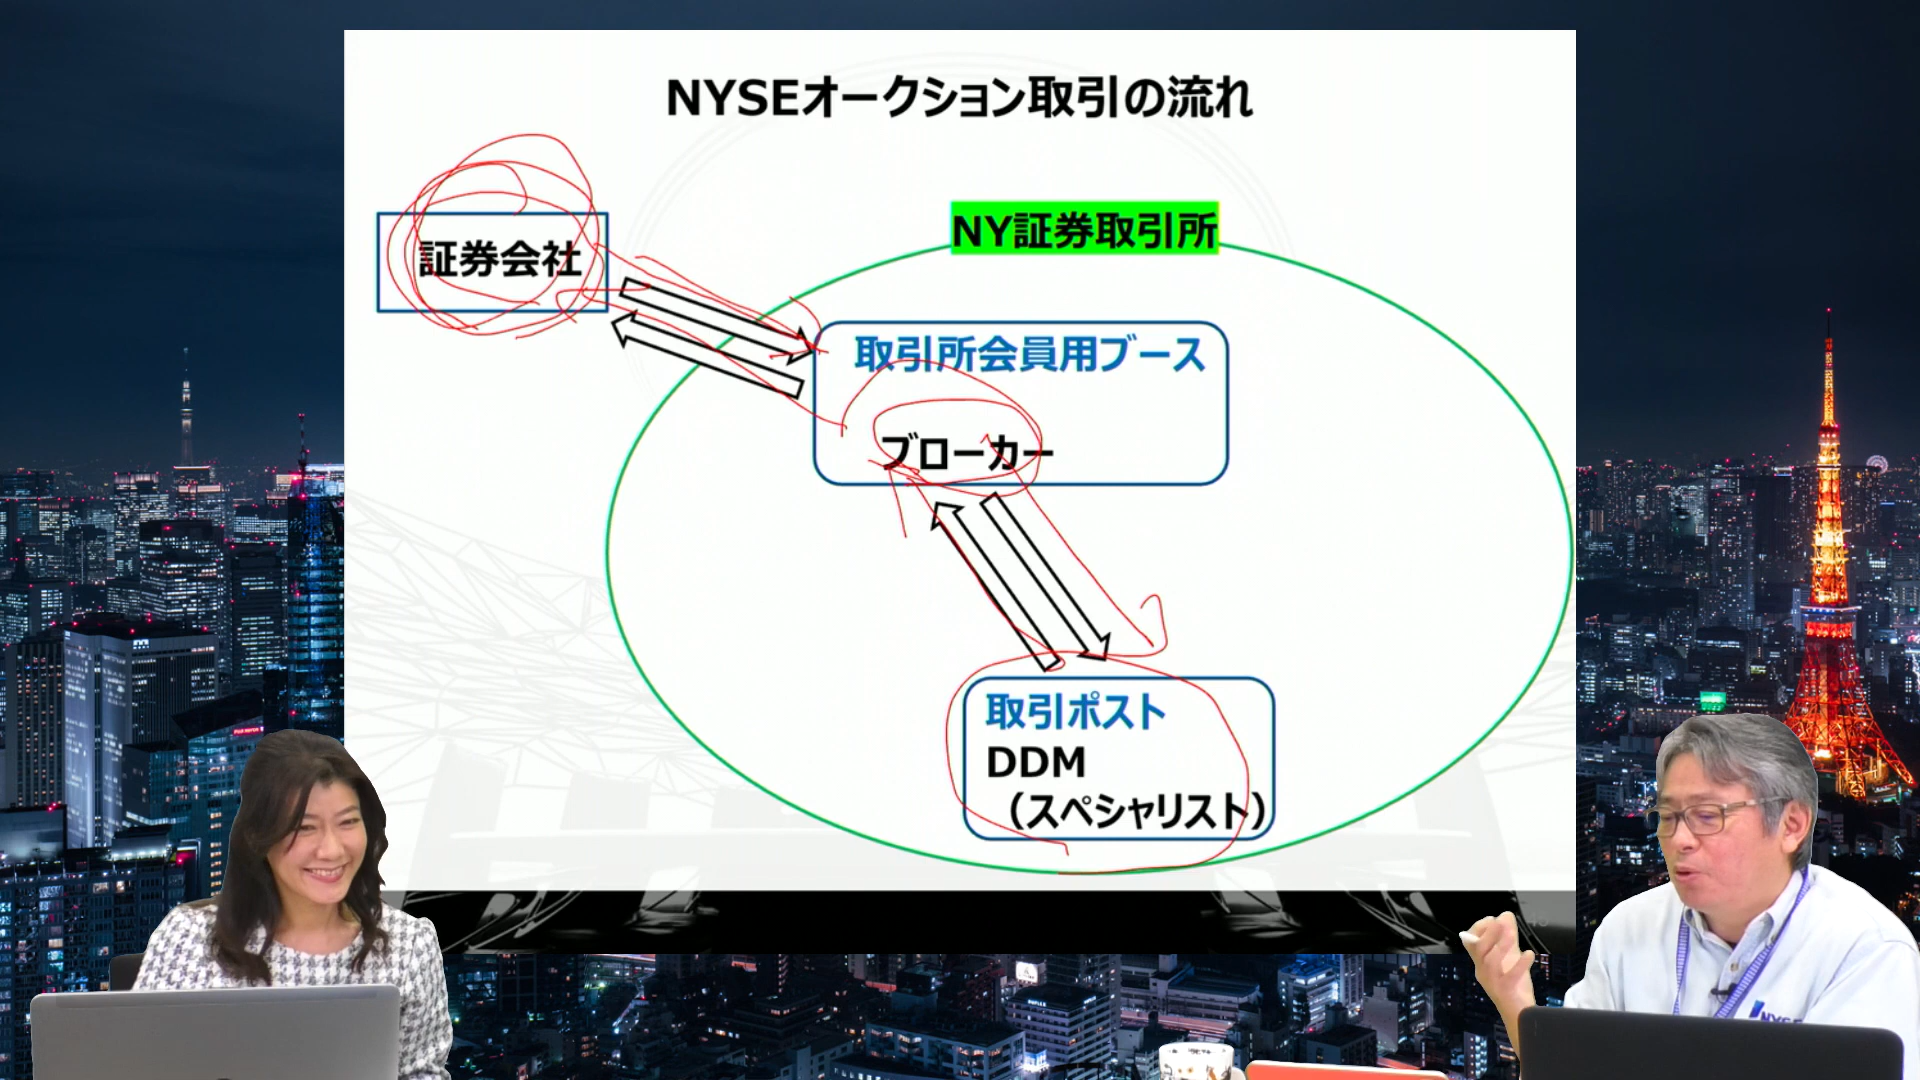 NYSEオークション取引の流れ
証券会社
NY証券取引所
取引所会員用ブース
ブローカー
取引ポスト
DDM
（スペシャリスト）
NYSE